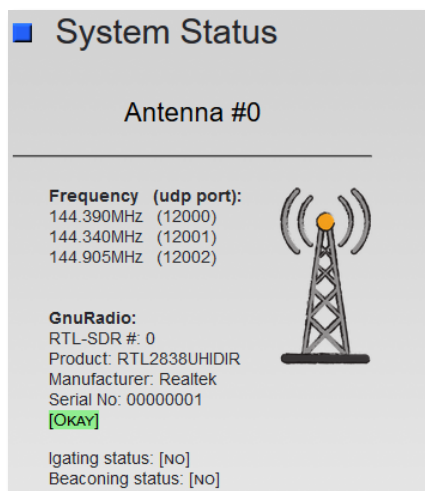 System Status
Antenna #0
Frequency (udp port):
144.390MHz (12000)
144.340MHz (12001)
144.905MHz (12002)
GnuRadio:
RTL-SDR #: 0
Product: RTL2838UHIDIR
Manufacturer: Realtek
Serial No: 00000001
[OKAY]
Igating status: [NO]
Beaconing status: [NO]